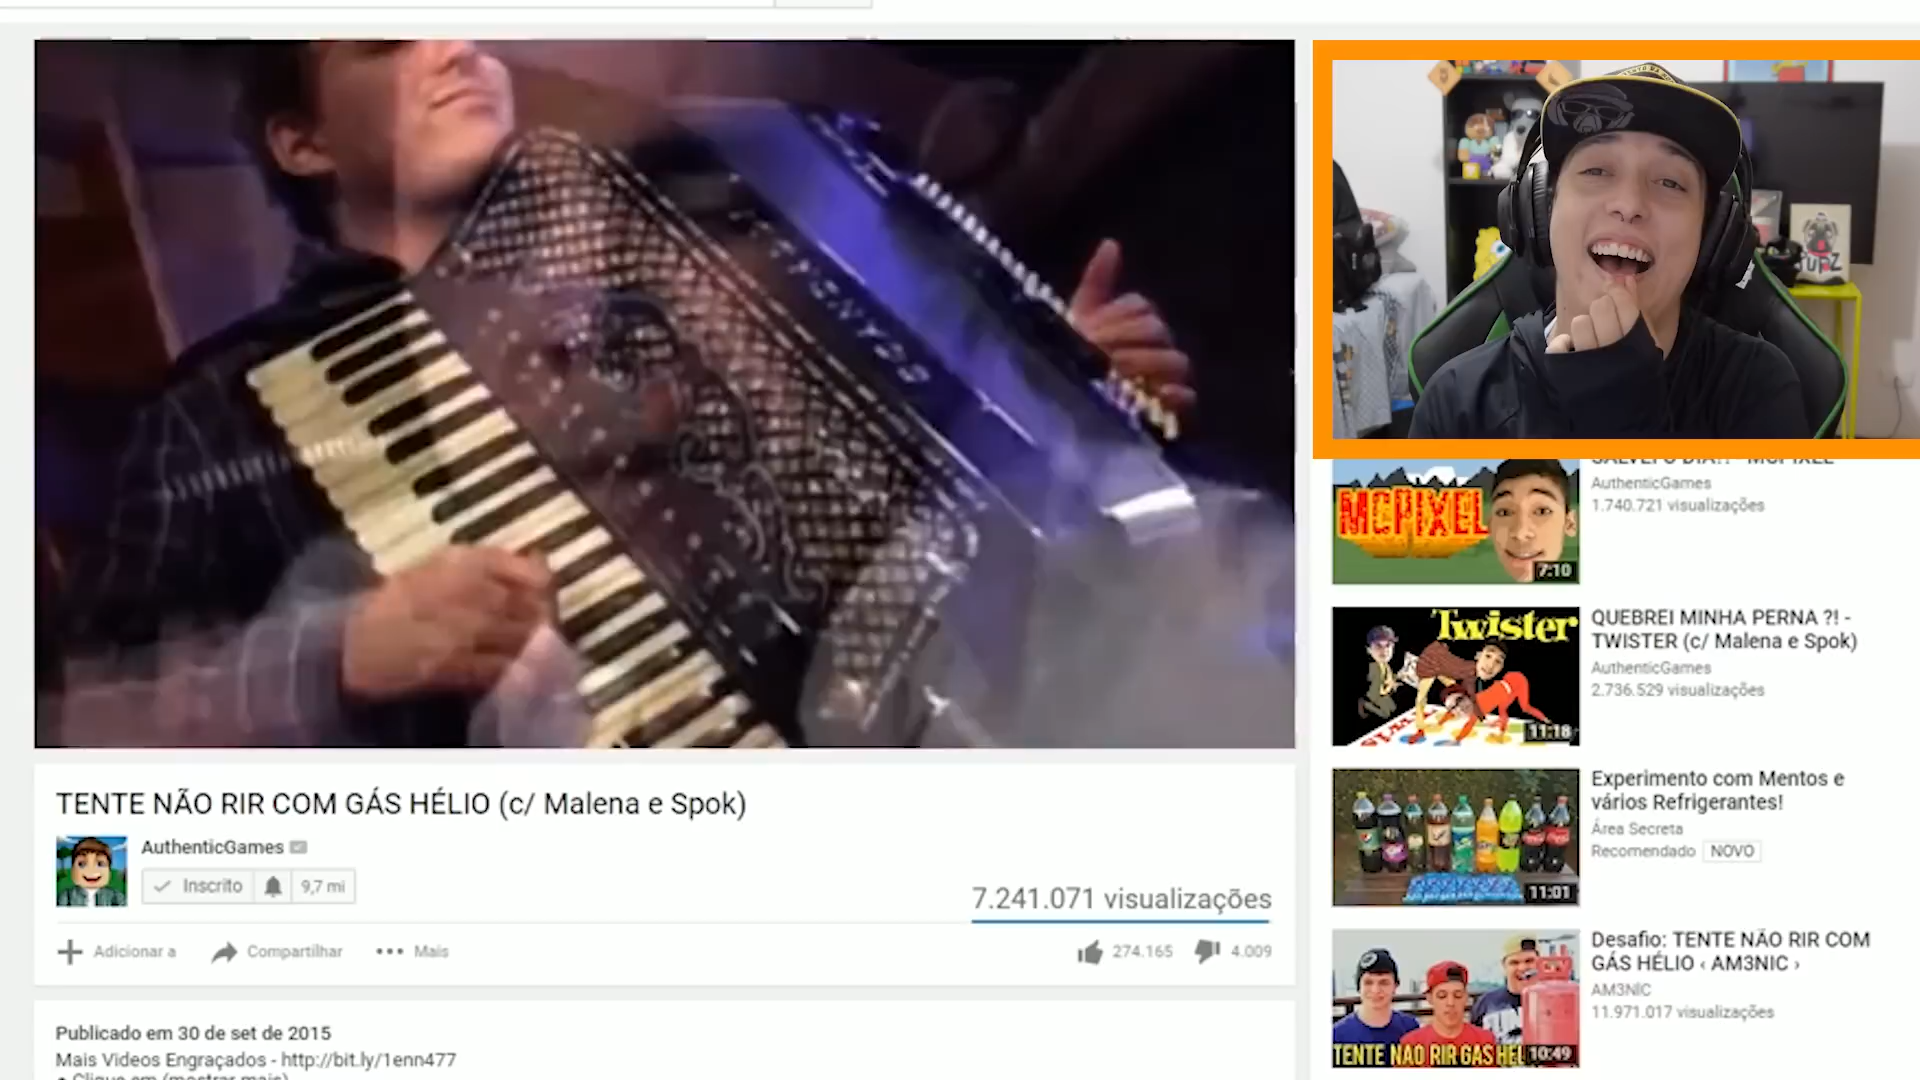 TENTE NÃO RIR COM GÁS HÉLIO (c/ Malena e Spok)
AuthenticGames
Inscrito
9,7 mi
7.241.071 visualizações
Adicionar a
Compartilhar
Mais
274.165
4.009
Publicado em 30 de set de 2015
Mais Videos Engraçados - http://bit.ly/1enn477
• Clique em (mostrar mais)
AuthenticGames
1.740.721 visualizações
MCPIXEL
7:10
QUEBREI MINHA PERNA ?! -
TWISTER (c/ Malena e Spok)
AuthenticGames
2.736.529 visualizações
Twister
11:18
Experimento com Mentos e
vários Refrigerantes!
Área Secreta
Recomendado
NOVO
11:01
Desafio: TENTE NÃO RIR COM
GÁS HÉLIO ‹ AM3NIC ›
AM3NIC
11.971.017 visualizações
TENTE NAO RIR GAS HEL
10:49